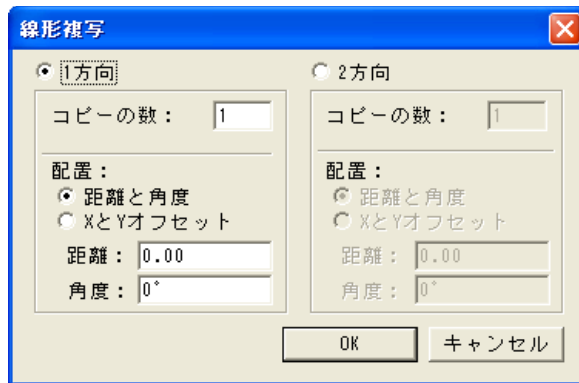 線形複写
1方向
コピーの数：
1
配置：
距離と角度
XとYオフセット
距離：
0.00
角度：
0°
2方向
コピーの数：
1
配置：
距離と角度
XとYオフセット
距離：
0.00
角度：
0°
OK
キャンセル